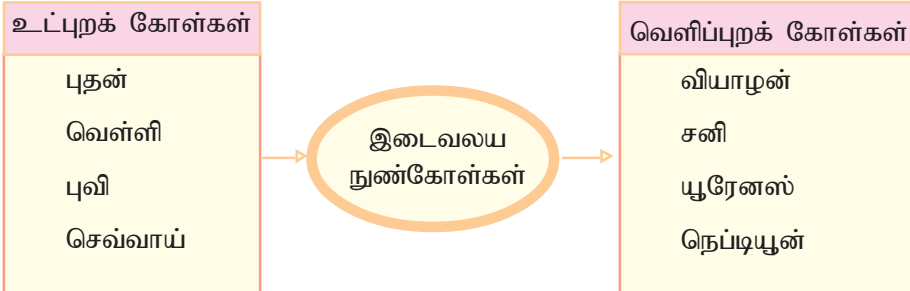 உட்புறக் கோள்கள்
புதன்
வெள்ளி
புவி
செவ்வாய்
இடைவலய
நுண்கோள்கள்
வெளிப்புறக் கோள்கள்
வியாழன்
சனி
யூரேனஸ்
நெப்டியூன்